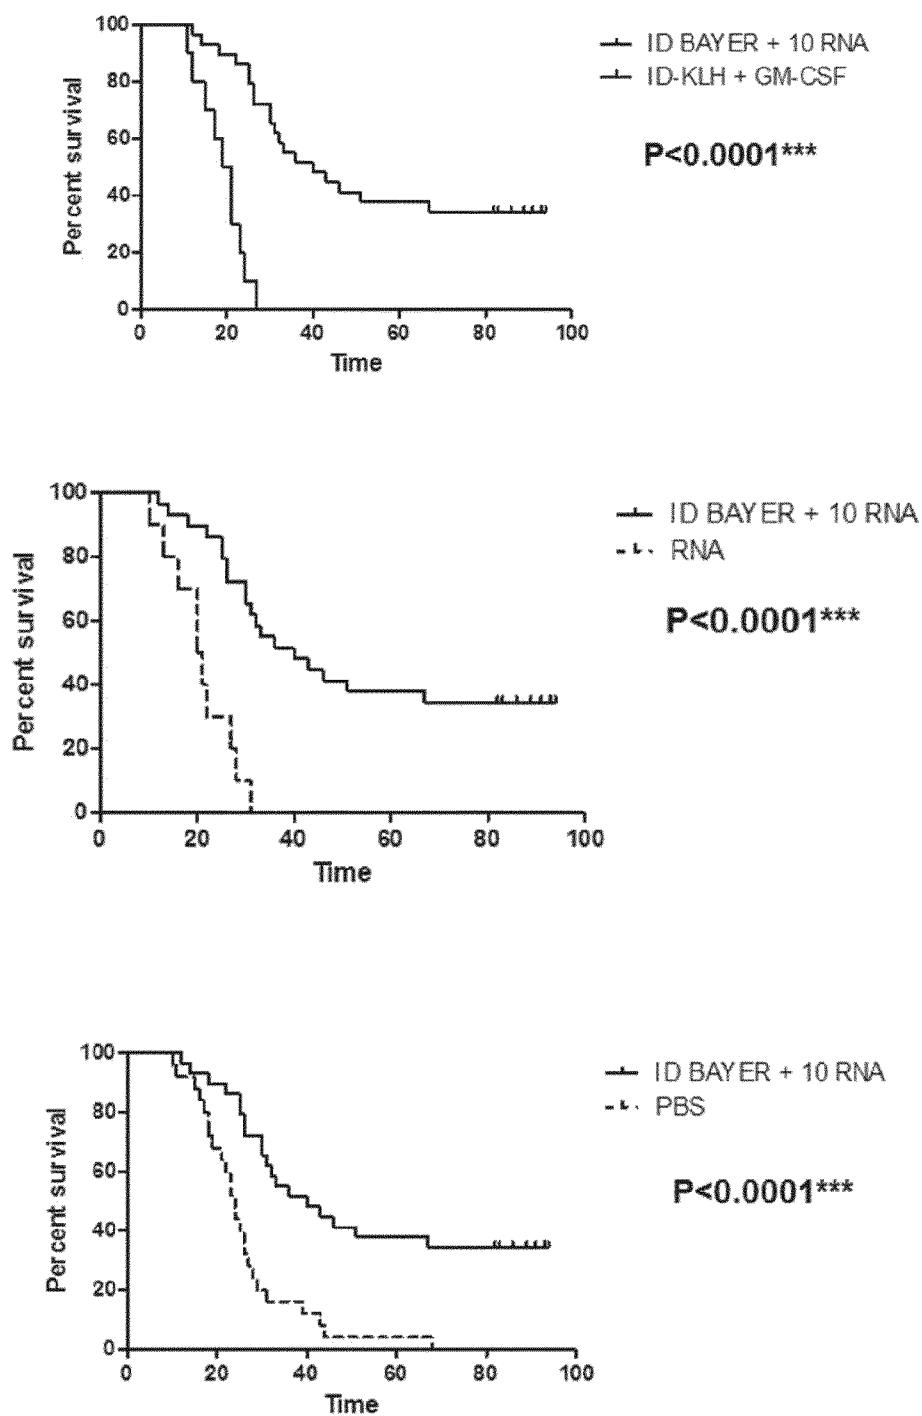 100
80
60
40
20
0
Percent survival
0 20 40 60 80 100
Time
ID BAYER + 10 RNA
ID-KLH + GM-CSF
P<0.0001***
100
80
60
40
20
0
Percent survival
0 20 40 60 80 100
Time
ID BAYER + 10 RNA
RNA
P<0.0001***
100
80
60
40
20
0
Percent survival
0 20 40 60 80 100
Time
ID BAYER + 10 RNA
PBS
P<0.0001***